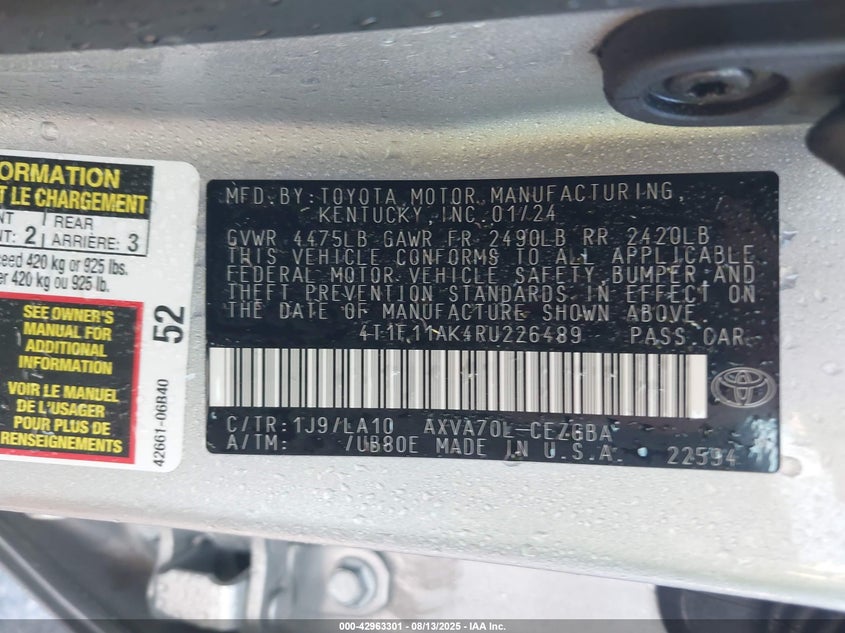 ORMATION
T LE CHARGEMENT
NT 2 | REAR
ARRIÈRE: 3
ceed 420 kg or 925 lbs.
er 420 kg ou 925 lb.
SEE OWNER'S
MANUAL FOR
ADDITIONAL
INFORMATION
VOIR LE MANUEL
DE L'USAGER
POUR PLUS DE
RENSEIGNEMENTS
52
42661-06B40
MFD. BY: TOYOTA MOTOR MANUFACTURING,
KENTUCKY, INC. 01/24
GVWR 4475LB GAWR FR 2490LB RR 2420LB
THIS VEHICLE CONFORMS TO ALL APPLICABLE
FEDERAL MOTOR VEHICLE SAFETY, BUMPER AND
THEFT PREVENTION STANDARDS IN EFFECT ON
THE DATE OF MANUFACTURE SHOWN ABOVE.
4T1F11AK4RU226489 PASS.CAR
C/TR: 1J9/LA10 AXVA70L-CEZGBA
A/TM: /UB80E MADE IN U.S.A. 22594
000-42963301 - 08/13/2025 - IAA Inc.